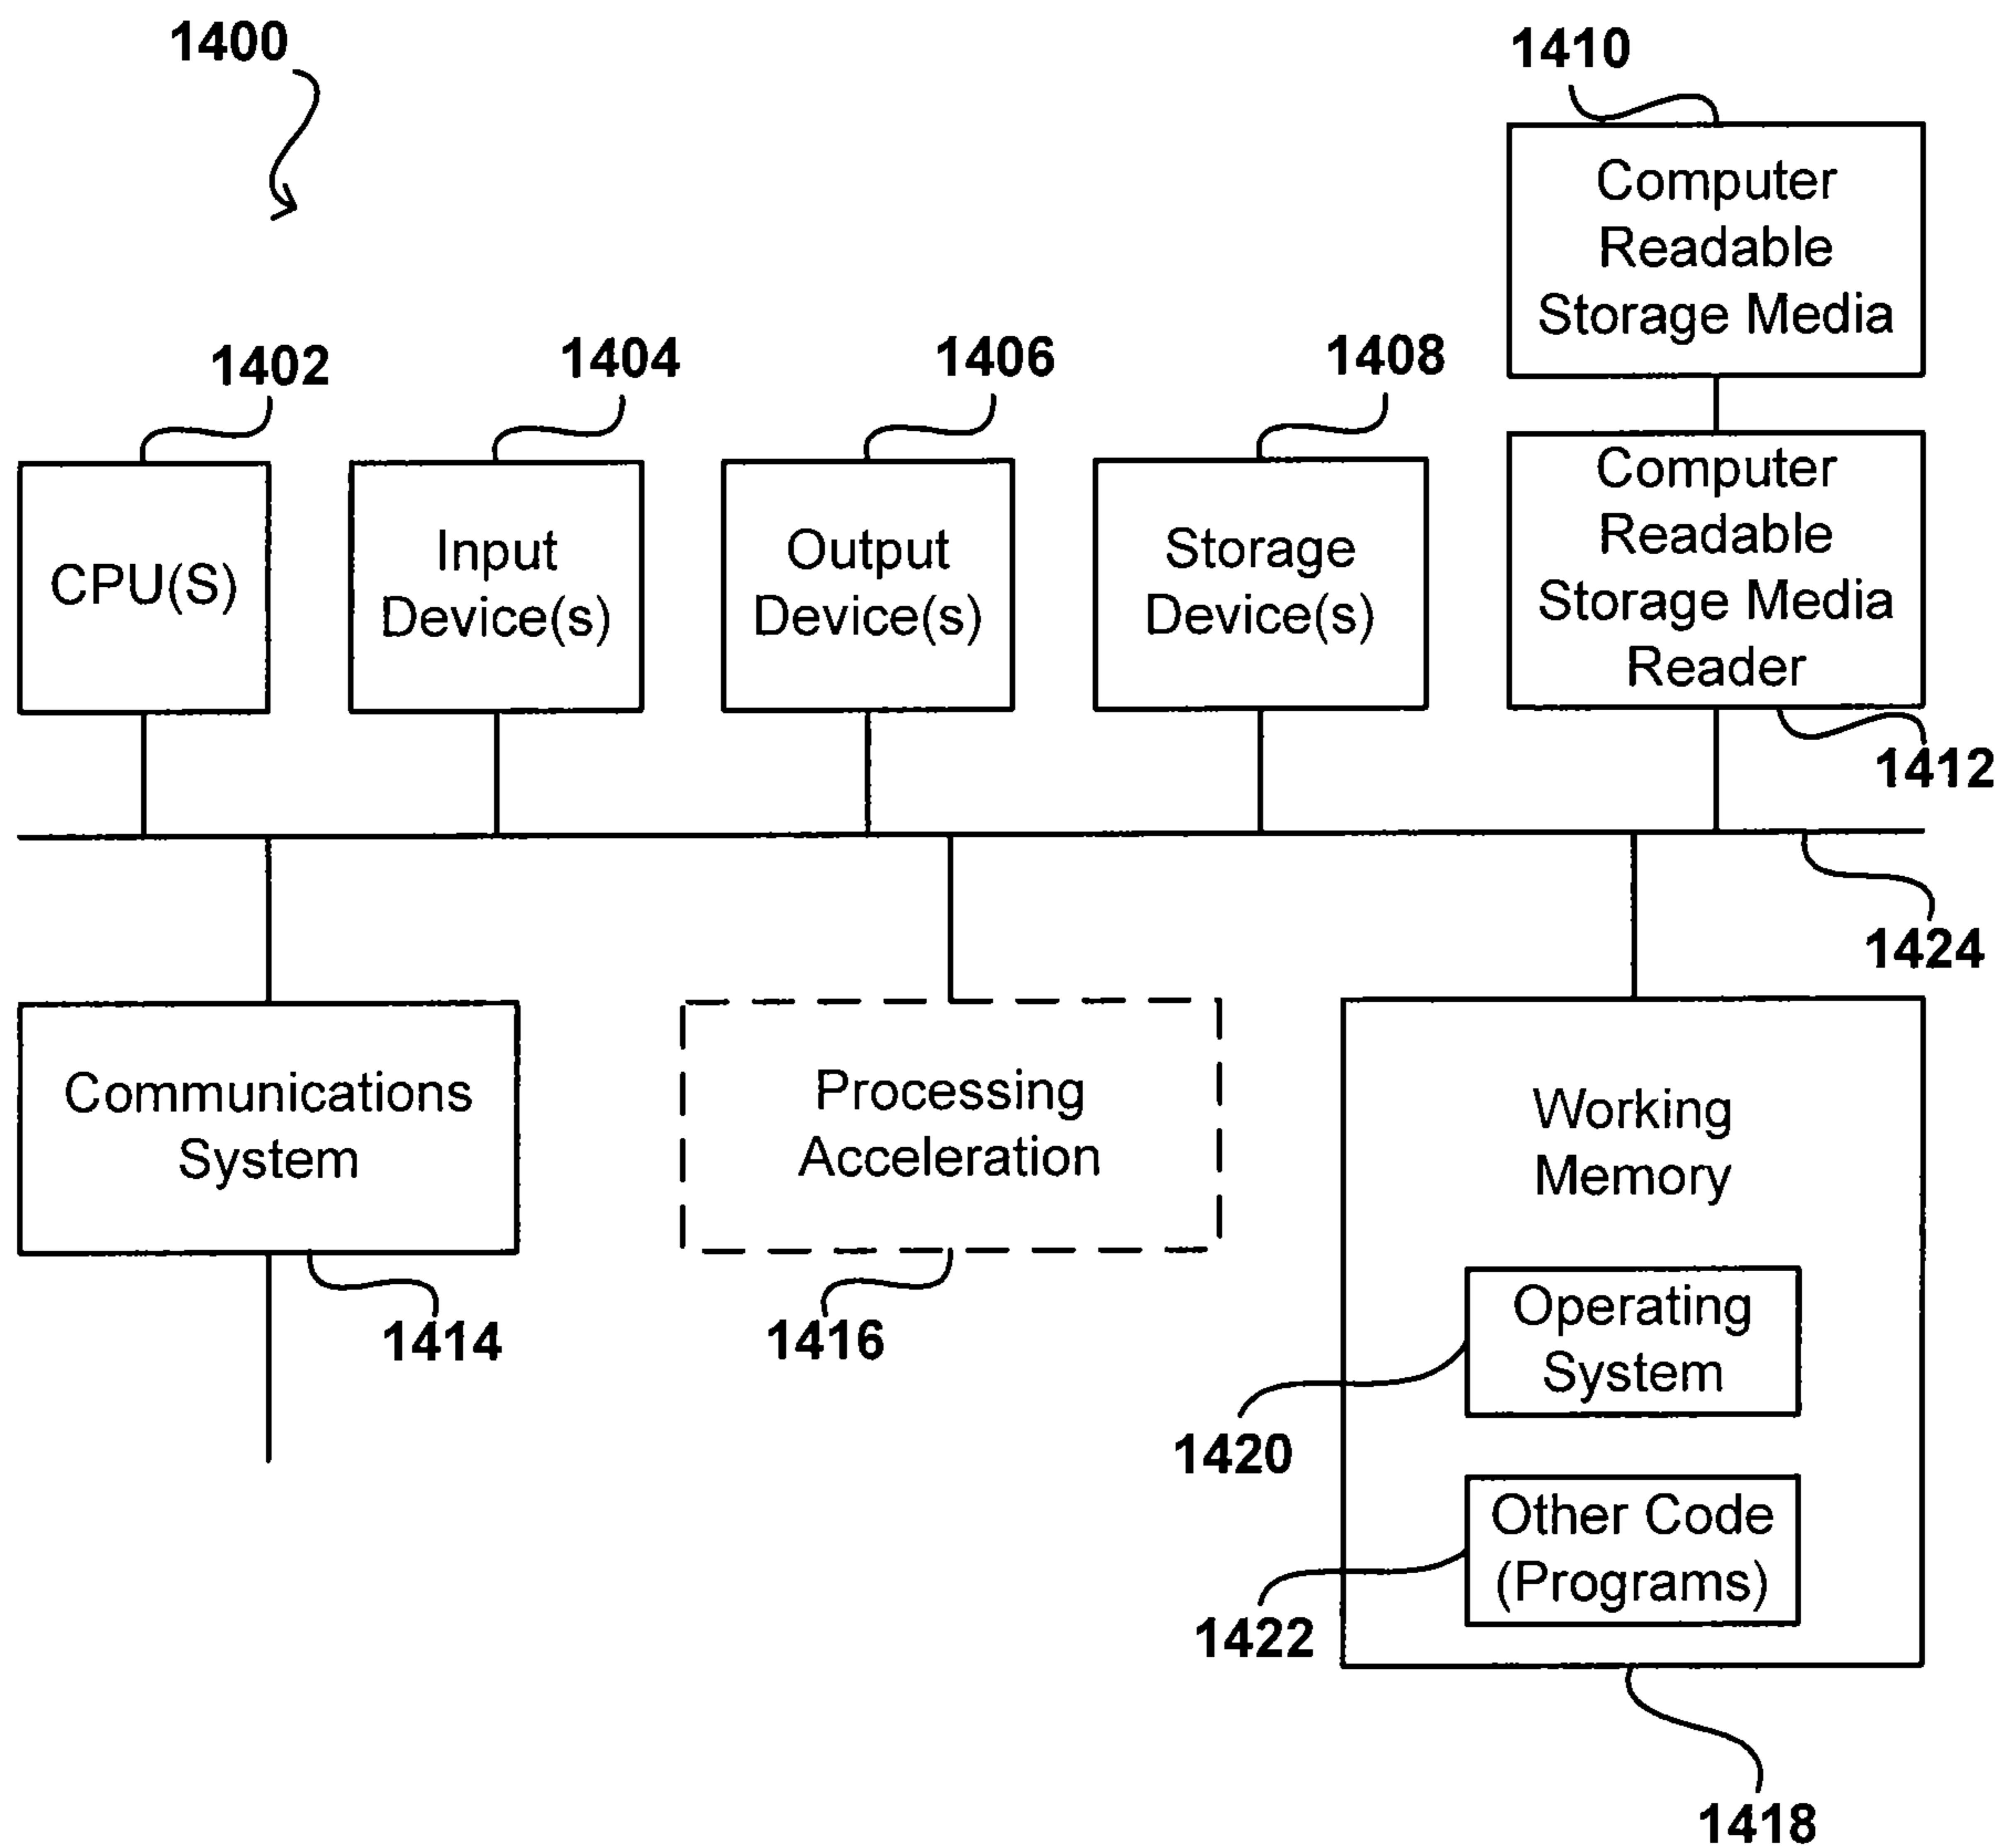 1400
1410
Computer
Readable
Storage Media
1402
1404
1406
1408
CPU(S)
Input
Device(s)
Output
Device(s)
Storage
Device(s)
Computer
Readable
Storage Media
Reader
1412
1424
Communications
System
1414
Processing
Acceleration
1416
Working
Memory
Operating
System
1420
Other Code
(Programs)
1422
1418